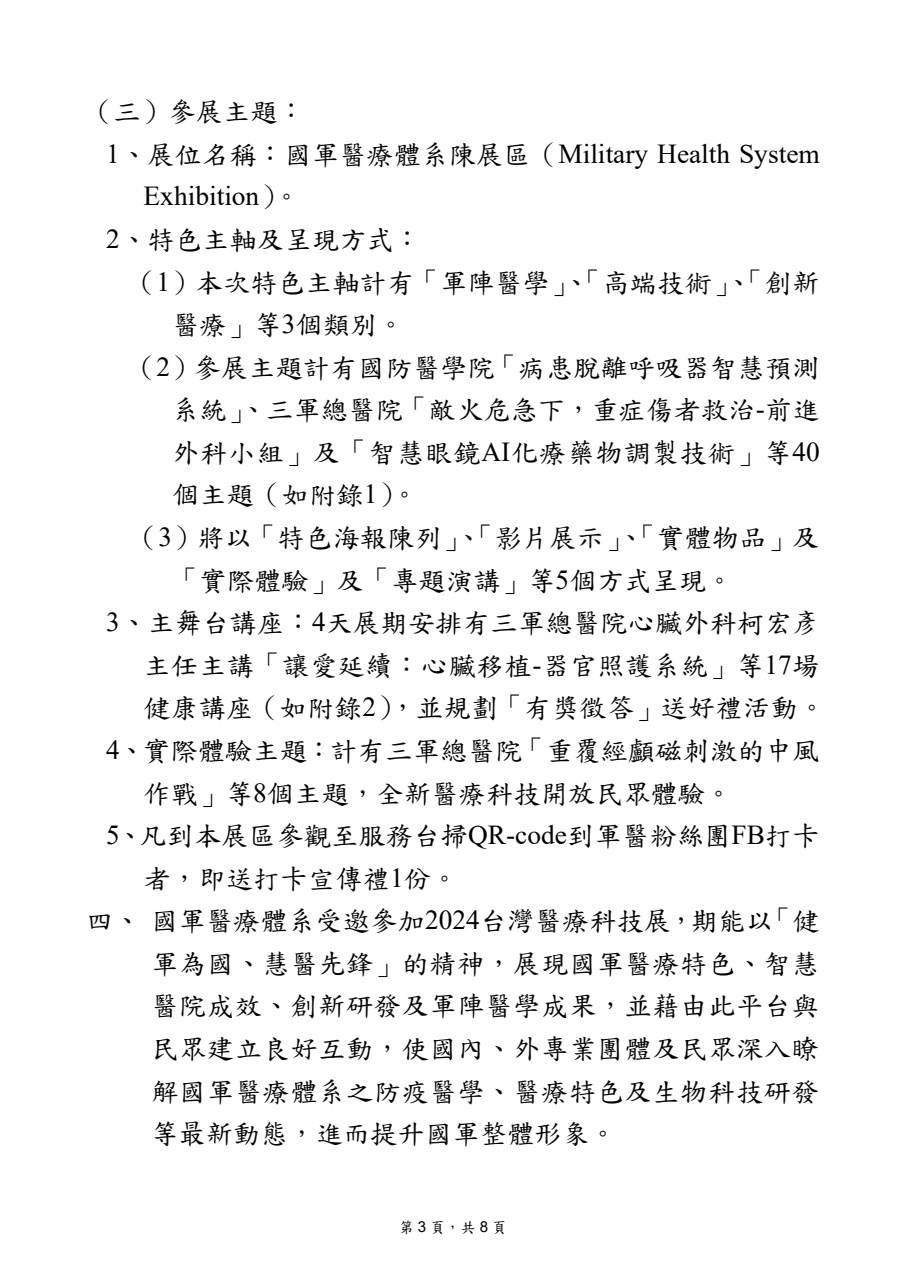 （三）參展主題：
1、展位名稱：國軍醫療體系陳展區（Military Health System
Exhibition）。
2、特色主軸及呈現方式：
（1）本次特色主軸計有「軍陣醫學」、「高端技術」、「創新
醫療」等3個類別。
（2）參展主題計有國防醫學院「病患脫離呼吸器智慧預測
系統」、三軍總醫院「敵火危急下，重症傷者救治-前進
外科小組」及「智慧眼鏡AI化療藥物調製技術」等40
個主題（如附錄1）。
（3）將以「特色海報陳列」、「影片展示」、「實體物品」及
「實際體驗」及「專題演講」等5個方式呈現。
3、主舞台講座：4天展期安排有三軍總醫院心臟外科柯宏彥
主任主講「讓愛延續：心臟移植-器官照護系統」等17場
健康講座（如附錄2），並規劃「有獎徵答」送好禮活動。
4、實際體驗主題：計有三軍總醫院「重覆經顱磁刺激的中風
作戰」等8個主題，全新醫療科技開放民眾體驗。
5、凡到本展區參觀至服務台掃QR-code到軍醫粉絲團FB打卡
者，即送打卡宣傳禮1份。
四、 國軍醫療體系受邀參加2024台灣醫療科技展，期能以「健
軍為國、慧醫先鋒」的精神，展現國軍醫療特色、智慧
醫院成效、創新研發及軍陣醫學成果，並藉由此平台與
民眾建立良好互動，使國內、外專業團體及民眾深入瞭
解國軍醫療體系之防疫醫學、醫療特色及生物科技研發
等最新動態，進而提升國軍整體形象。
第 3 頁，共 8 頁